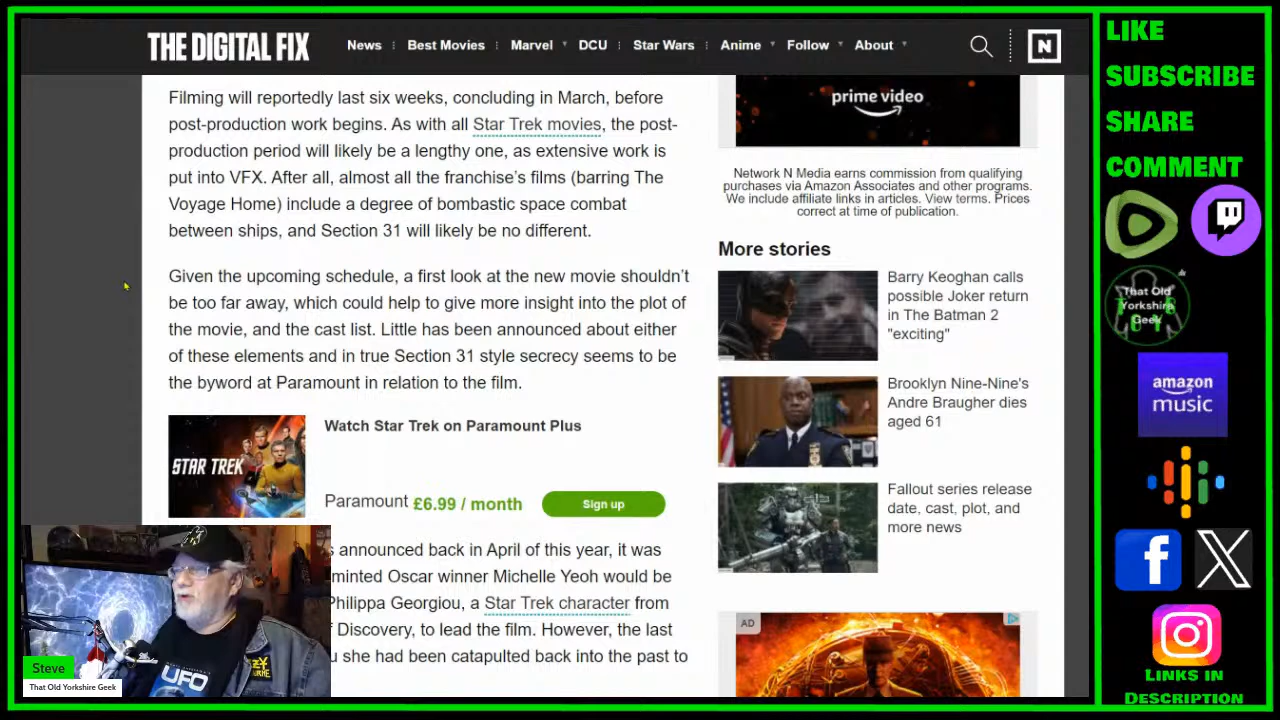 THE DIGITAL FIX
News
Best Movies
Marvel
DCU
Star Wars
Anime
Follow
About
N
Filming will reportedly last six weeks, concluding in March, before
post-production work begins. As with all Star Trek movies, the post-
production period will likely be a lengthy one, as extensive work is
put into VFX. After all, almost all the franchise's films (barring The
Voyage Home) include a degree of bombastic space combat
between ships, and Section 31 will likely be no different.
Given the upcoming schedule, a first look at the new movie shouldn't
be too far away, which could help to give more insight into the plot of
the movie, and the cast list. Little has been announced about either
of these elements and in true Section 31 style secrecy seems to be
the byword at Paramount in relation to the film.
STAR TREK
Watch Star Trek on Paramount Plus
Paramount £6.99 / month
Sign up
s announced back in April of this year, it was
minted Oscar winner Michelle Yeoh would be
Philippa Georgiou, a Star Trek character from
f Discovery, to lead the film. However, the last
u she had been catapulted back into the past to
prime video
Network N Media earns commission from qualifying
purchases via Amazon Associates and other programs.
We include affiliate links in articles. View terms. Prices
correct at time of publication.
More stories
Barry Keoghan calls
possible Joker return
in The Batman 2
"exciting"
Brooklyn Nine-Nine's
Andre Braugher dies
aged 61
Fallout series release
date, cast, plot, and
more news
AD
UFO
Steve
That Old Yorkshire Geek
LIKE
SUBSCRIBE
SHARE
COMMENT
That Old
Yorkshire
Geek
amazon
music
LINKS IN
DESCRIPTION